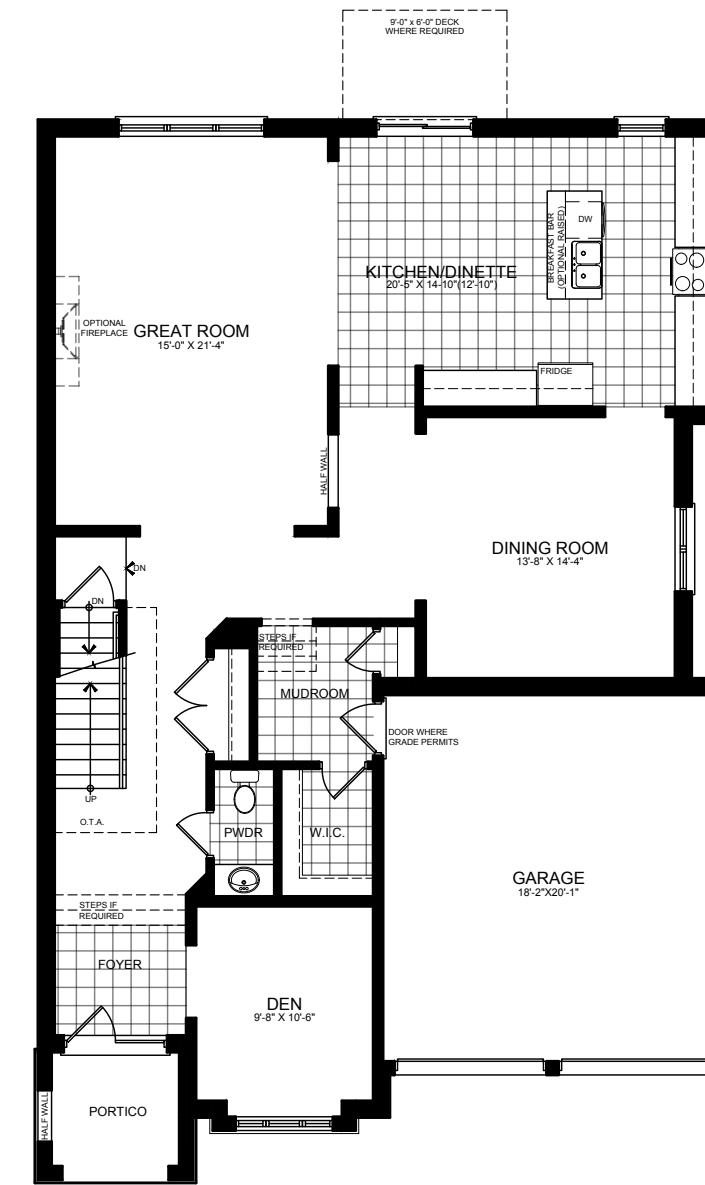 9'-0" x 6'-0" DECK
WHERE REQUIRED
BREAKFAST BAR
(OPTIONAL RAISED)
DW
KITCHEN/DINETTE
20'-5" X 14'-10"(12'-10")
OPTIONAL
FIREPLACE
GREAT ROOM
15'-0" X 21'-4"
FRIDGE
HALF WALL
DINING ROOM
13'-8" X 14'-4"
DN
DN
STEPS IF
REQUIRED
MUDROOM
DOOR WHERE
GRADE PERMITS
UP
O.T.A.
PWDR
W.I.C.
GARAGE
18'-2"X20'-1"
STEPS IF
REQUIRED
FOYER
DEN
9'-8" X 10'-6"
HALF WALL
PORTICO